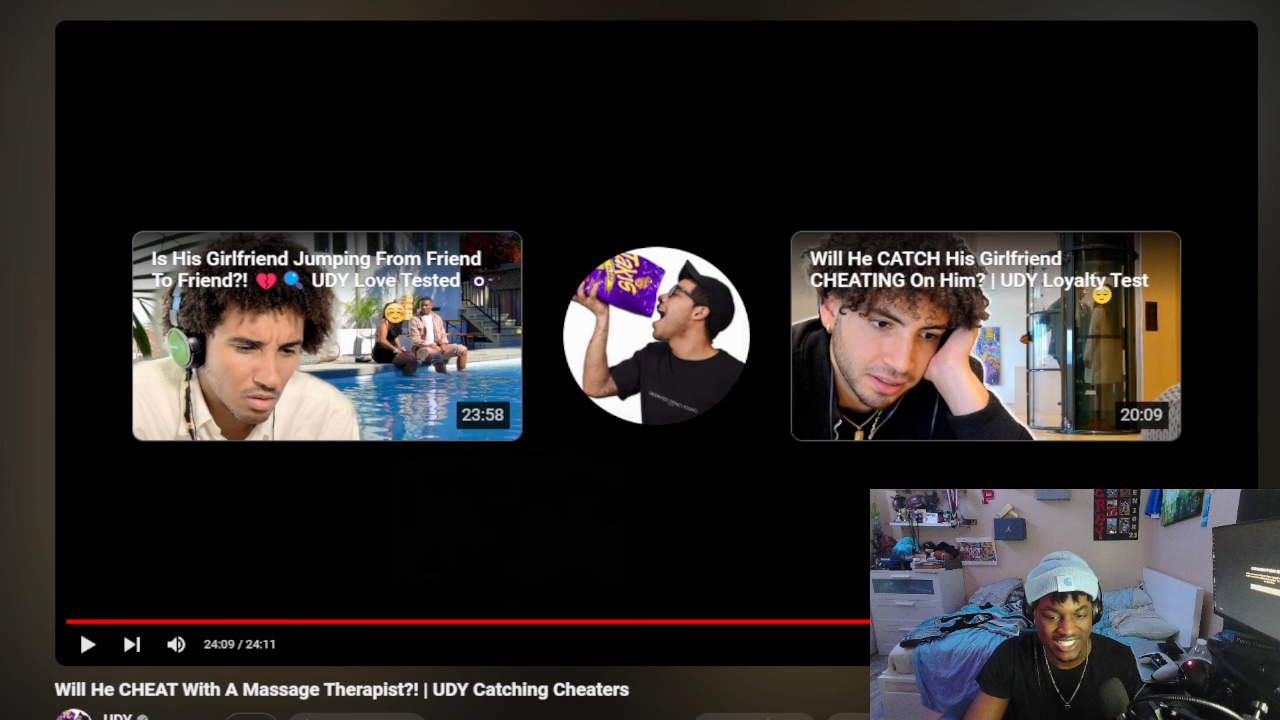 Is His Girlfriend Jumping From Friend
To Friend?! 💔 🔍 UDY Love Tested
23:58
Will He CATCH His Girlfriend
CHEATING On Him? | UDY Loyalty Test
20:09
24:09 / 24:11
Will He CHEAT With A Massage Therapist?! | UDY Catching Cheaters
UDY